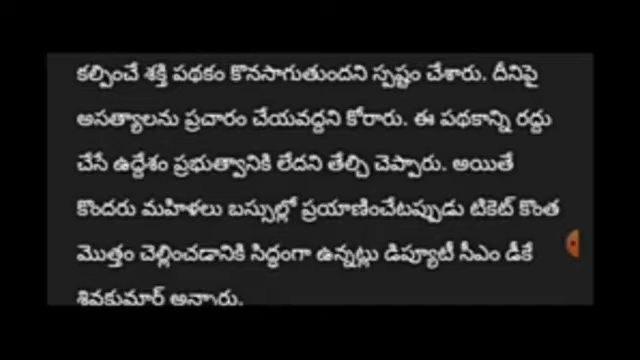 కల్పించే శక్తి పథకం కొనసాగుతుందని స్పష్టం చేశారు. దీనిపై
అసత్యాలను ప్రచారం చేయవద్దని కోరారు. ఈ పథకాన్ని రద్దు
చేసే ఉద్దేశం ప్రభుత్వానికి లేదని తేల్చి చెప్పారు. అయితే
కొందరు మహిళలు బస్సుల్లో ప్రయాణించేటప్పుడు టికెట్ కొంత
మొత్తం చెల్లించడానికి సిద్ధంగా ఉన్నట్లు డిప్యూటీ సీఎం డీకే
శివకుమార్ అన్నారు.